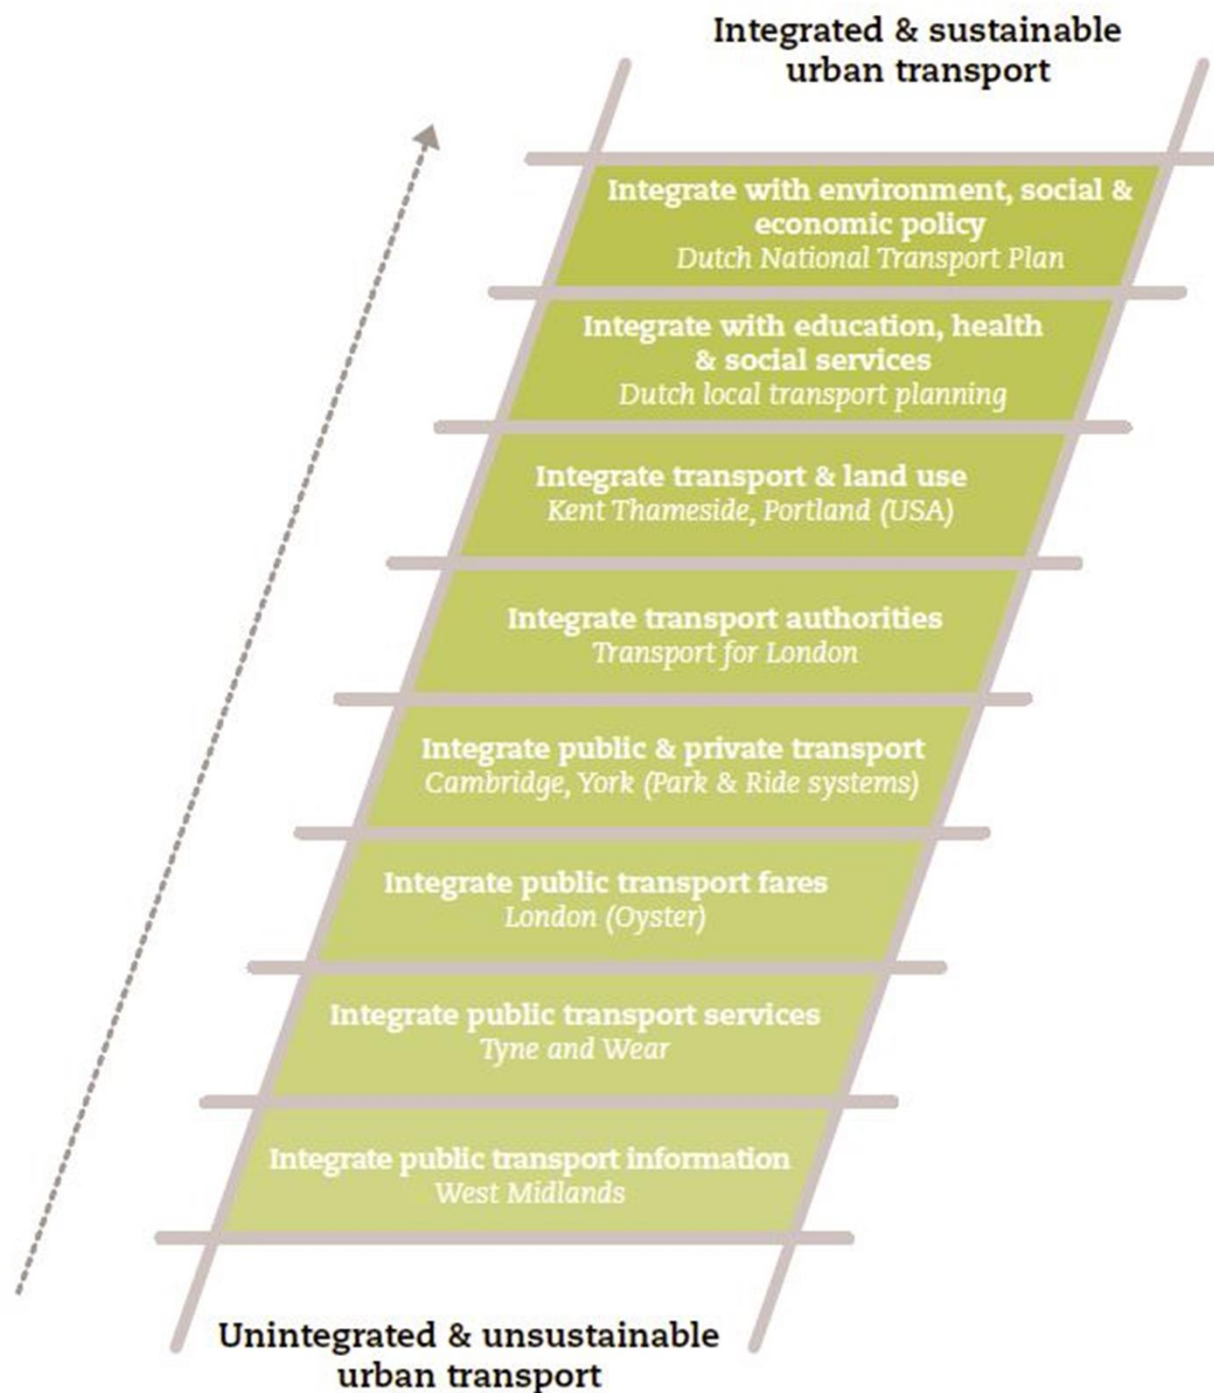 Integrated & sustainable
urban transport
Integrate with environment, social &
economic policy
Dutch National Transport Plan
Integrate with education, health
& social services
Dutch local transport planning
Integrate transport & land use
Kent Thameside, Portland (USA)
Integrate transport authorities
Transport for London
Integrate public & private transport
Cambridge, York (Park & Ride systems)
Integrate public transport fares
London (Oyster)
Integrate public transport services
Tyne and Wear
Integrate public transport information
West Midlands
Unintegrated & unsustainable
urban transport